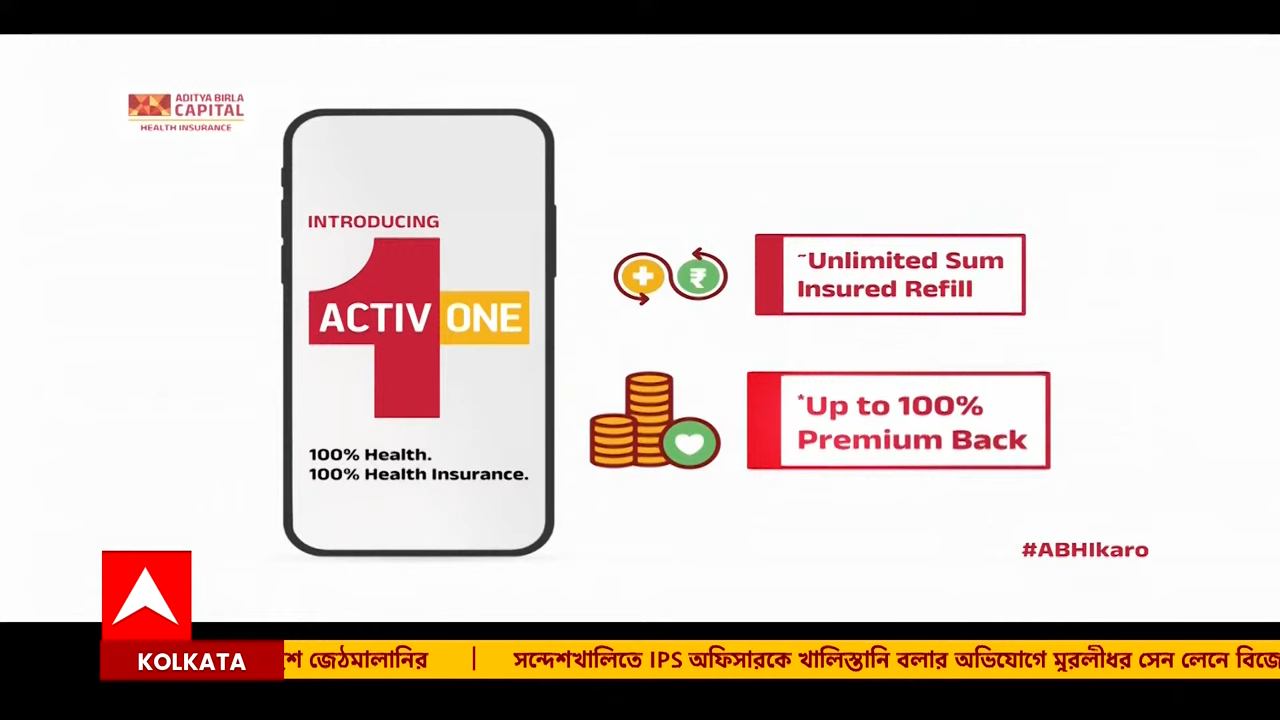 ADITYA BIRLA
CAPITAL
HEALTH INSURANCE
INTRODUCING
ACTIV ONE
100% Health.
100% Health Insurance.
~Unlimited Sum
Insured Refill
*Up to 100%
Premium Back
#ABHIkaro
KOLKATA
জেঠমালানির | সন্দেশখালিতে IPS অফিসারকে খালিস্তানি বলার অভিযোগে মুরলীধর সেন লেনে